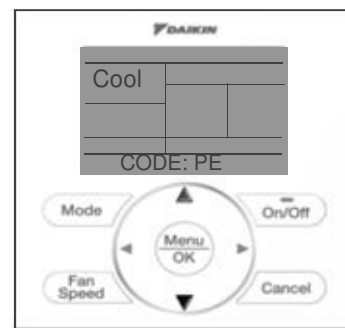 DAIKIN
Cool
CODE: PE
Mode
On/Off
Menu
OK
Fan
Speed
Cancel